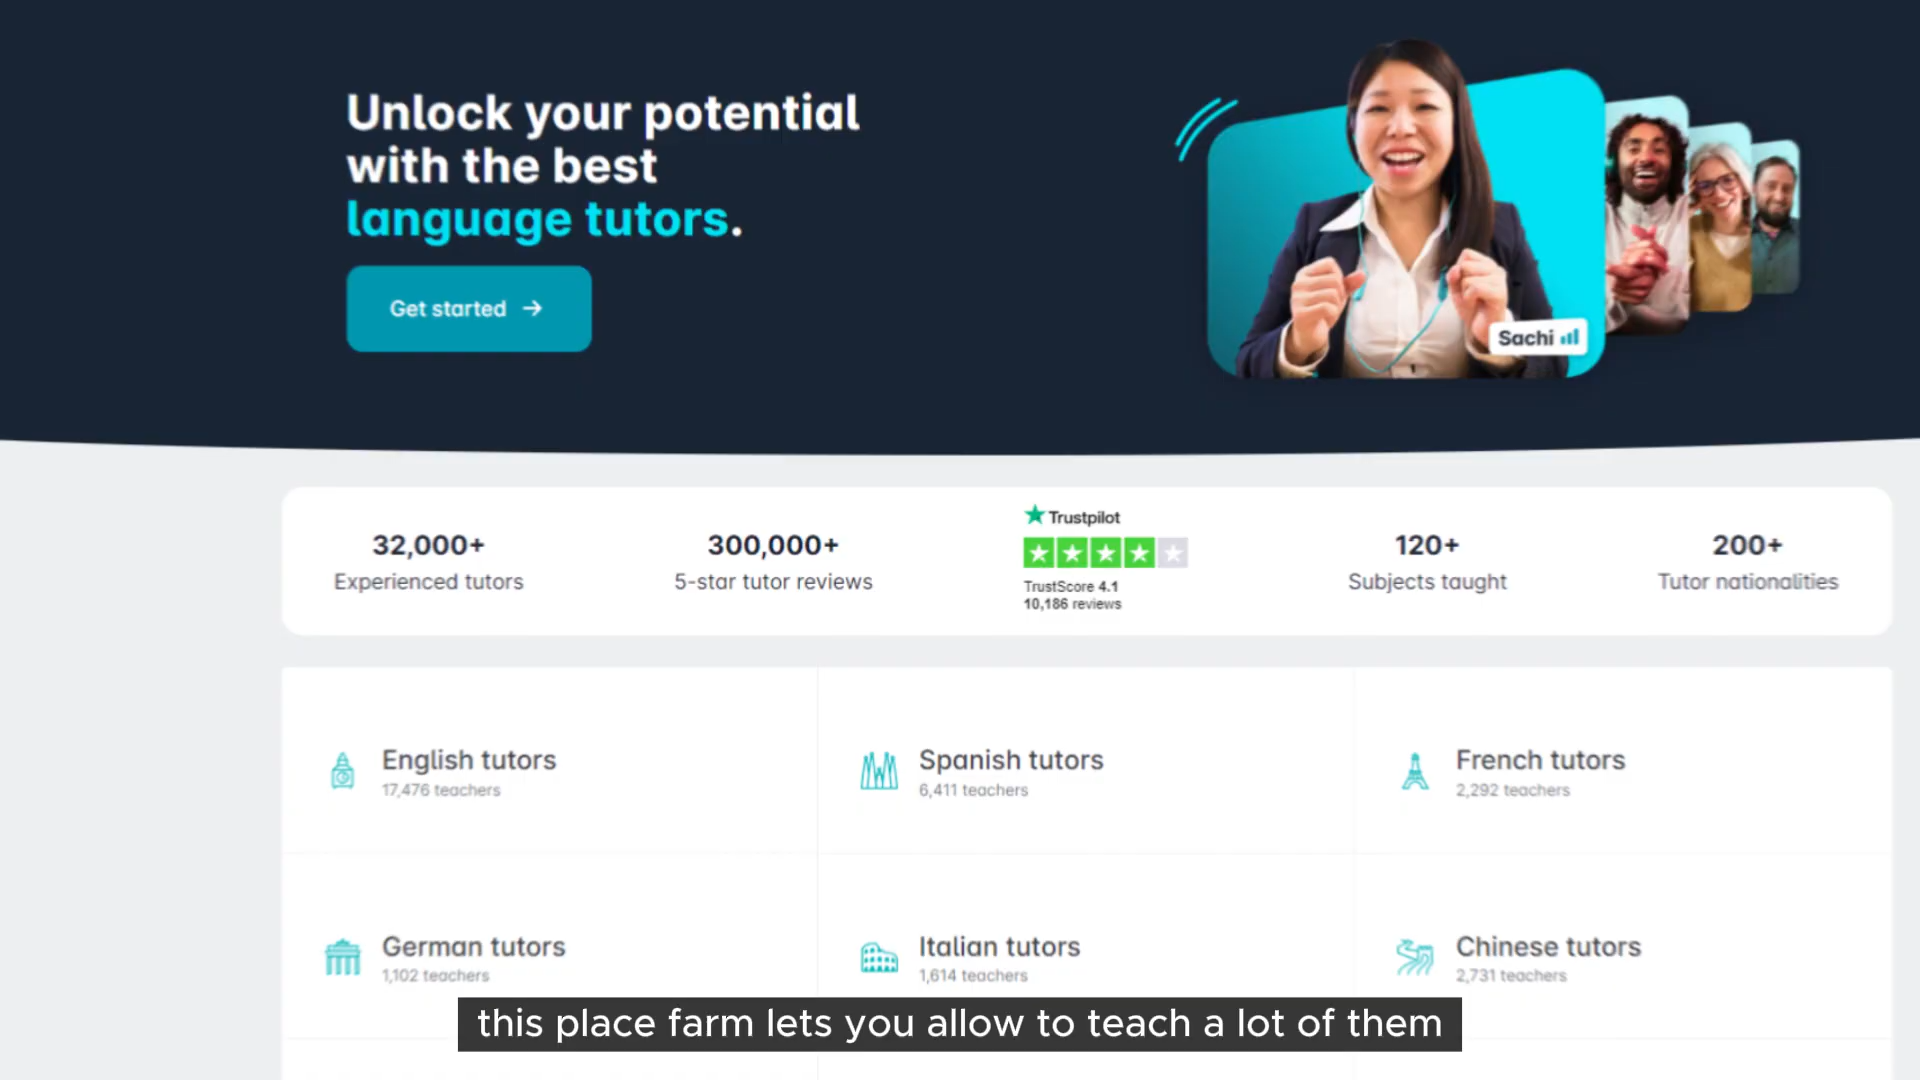 Unlock your potential
with the best
language tutors.
Get started →
Sachi
32,000+
Experienced tutors
300,000+
5-star tutor reviews
Trustpilot
TrustScore 4.1
10,186 reviews
120+
Subjects taught
200+
Tutor nationalities
English tutors
17,476 teachers
Spanish tutors
6,411 teachers
French tutors
2,292 teachers
German tutors
1,102 teachers
Italian tutors
1,614 teachers
Chinese tutors
2,731 teachers
this place farm lets you allow to teach a lot of them